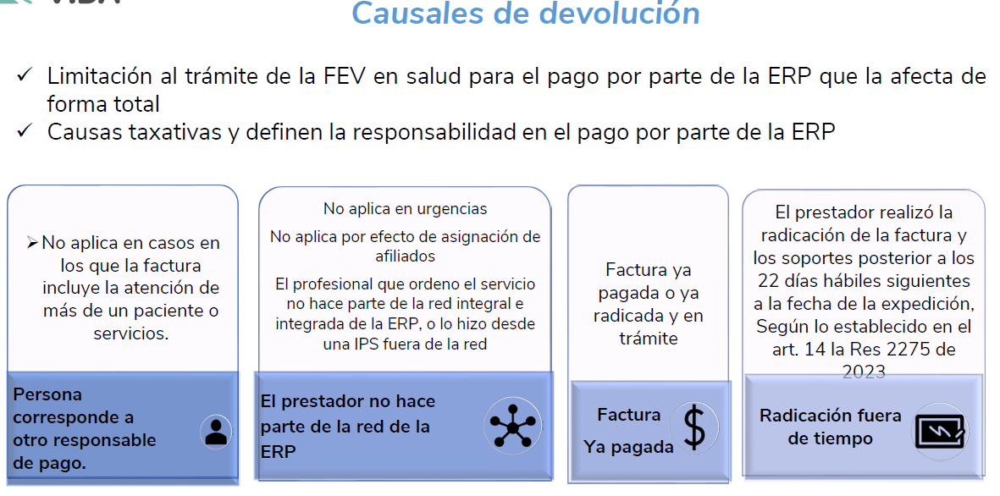 Causales de devolución
✓ Limitación al trámite de la FEV en salud para el pago por parte de la ERP que la afecta de
forma total
✓ Causas taxativas y definen la responsabilidad en el pago por parte de la ERP
➢ No aplica en casos en
los que la factura
incluye la atención de
más de un paciente o
servicios.
Persona
corresponde a
otro responsable
de pago.
No aplica en urgencias
No aplica por efecto de asignación de
afiliados
El profesional que ordeno el servicio
no hace parte de la red integral e
integrada de la ERP, o lo hizo desde
una IPS fuera de la red
El prestador no hace
parte de la red de la
ERP
Factura ya
pagada o ya
radicada y en
trámite
Factura
Ya pagada
$
El prestador realizó la
radicación de la factura y
los soportes posterior a los
22 días hábiles siguientes
a la fecha de la expedición,
Según lo establecido en el
art. 14 la Res 2275 de
2023
Radicación fuera
de tiempo